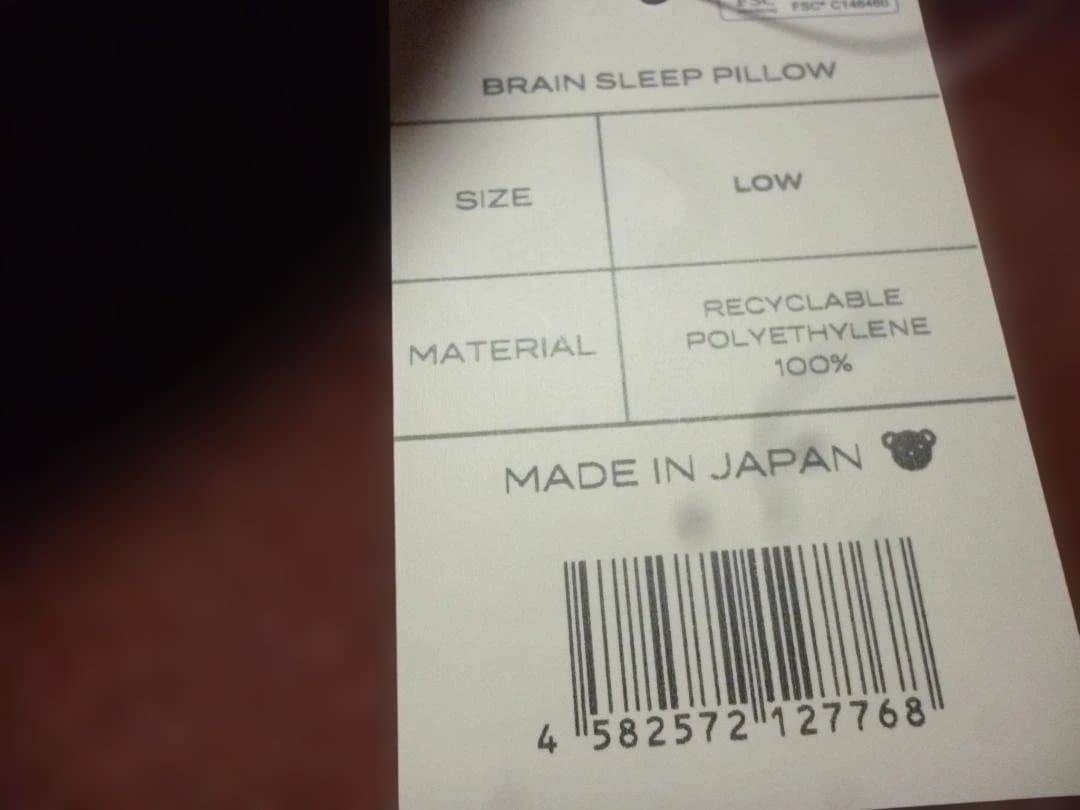 BRAIN SLEEP PILLOW
SIZE
LOW
MATERIAL
RECYCLABLE
POLYETHYLENE
100%
MADE IN JAPAN
4 582572 127768